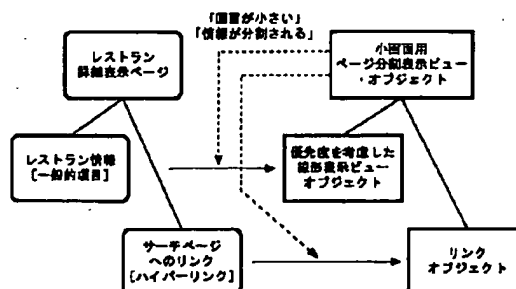 「画面が小さい」
「情報が分割される」
レストラン
詳細表示ページ
小画面用
ページ分割表示ビュー
・オブジェクト
レストラン情報
[一般的項目]
優先度を考慮した
線形表示ビュー
オブジェクト
サーチページ
へのリンク
[ハイパーリンク]
リンク
オブジェクト